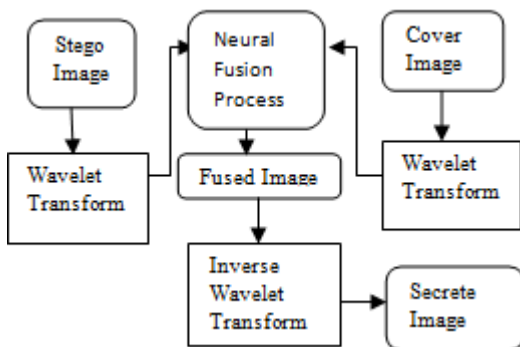 Stego
Image
Neural
Fusion
Process
Cover
Image
Wavelet
Transform
Fused Image
Wavelet
Transform
Inverse
Wavelet
Transform
Secrete
Image